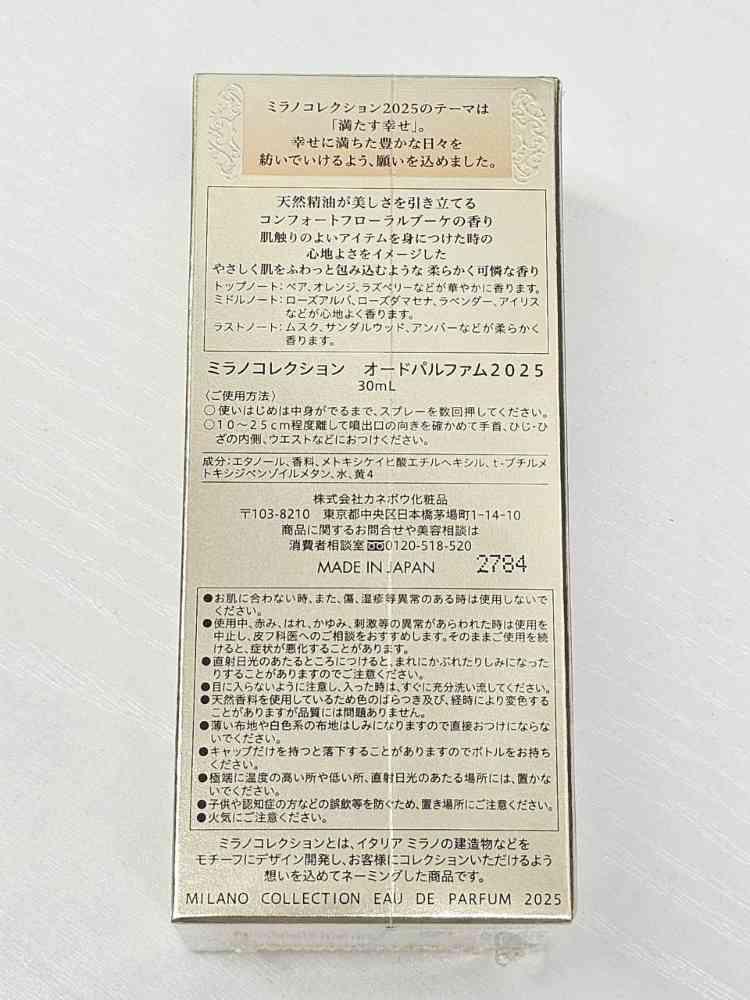 ミラノコレクション2025のテーマは
「満たす幸せ」。
幸せに満ちた豊かな日々を
紡いでいけるよう、願いを込めました。
天然精油が美しさを引き立てる
コンフォートフローラルブーケの香り
肌触りのよいアイテムを身につけた時の
心地よさをイメージした
やさしく肌をふわっと包み込むような 柔らかく可憐な香り
トップノート：ペア、オレンジ、ラズベリーなどが華やかに香ります。
ミドルノート：ローズアルバ、ローズダマセナ、ラベンダー、アイリス
などが心地よく香ります。
ラストノート：ムスク、サンダルウッド、アンバーなどが柔らかく
香ります。
ミラノコレクション オードパルファム2025
30mL
〈ご使用方法〉
○使いはじめは中身がでるまで、スプレーを数回押してください。
○10～25cm程度離して噴出口の向きを確かめて手首、ひじ・ひ
ざの内側、ウエストなどにおつけください。
成分：エタノール、香料、メトキシケイヒ酸エチルヘキシル、t-ブチルメ
トキシジベンゾイルメタン、水、黄4
株式会社カネボウ化粧品
〒103-8210 東京都中央区日本橋茅場町1-14-10
商品に関するお問合せや美容相談は
消費者相談室 0120-518-520
MADE IN JAPAN 2784
●お肌に合わない時、また、傷、湿疹等異常のある時は使用しないで
ください。
●使用中、赤み、はれ、かゆみ、刺激等の異常があらわれた時は使用を
中止し、皮フ科医へのご相談をおすすめします。そのままご使用を続
けると、症状が悪化することがあります。
●直射日光のあたるところにつけると、まれにかぶれたりしみになった
りすることがありますのでご注意ください。
●目に入らないように注意し、入った時は、すぐに充分洗い流してください。
●天然香料を使用しているため色のばらつき及び、経時により変色する
ことがありますが品質には問題ありません。
●薄い布地や白色系の布地はしみになりますので直接おつけにならな
いでください。
●キャップだけを持つと落下することがありますのでボトルをお持ち
ください。
●極端に温度の高い所や低い所、直射日光のあたる場所には、置かな
いでください。
●子供や認知症の方などの誤飲等を防ぐため、置き場所にご注意ください。
●火気にご注意ください。
ミラノコレクションとは、イタリア ミラノの建造物などを
モチーフにデザイン開発し、お客様にコレクションいただけるよう
想いを込めてネーミングした商品です。
MILANO COLLECTION EAU DE PARFUM 2025